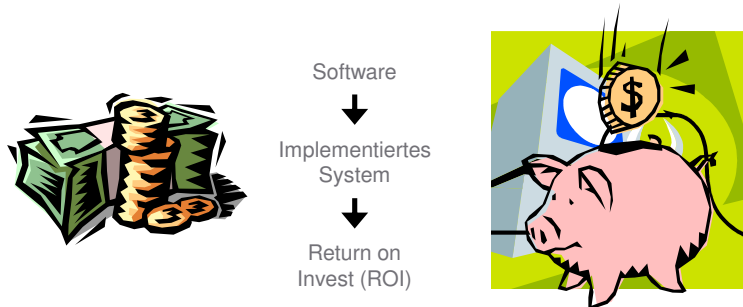 Software
Implementiertes
System
Return on
Invest (ROI)
$